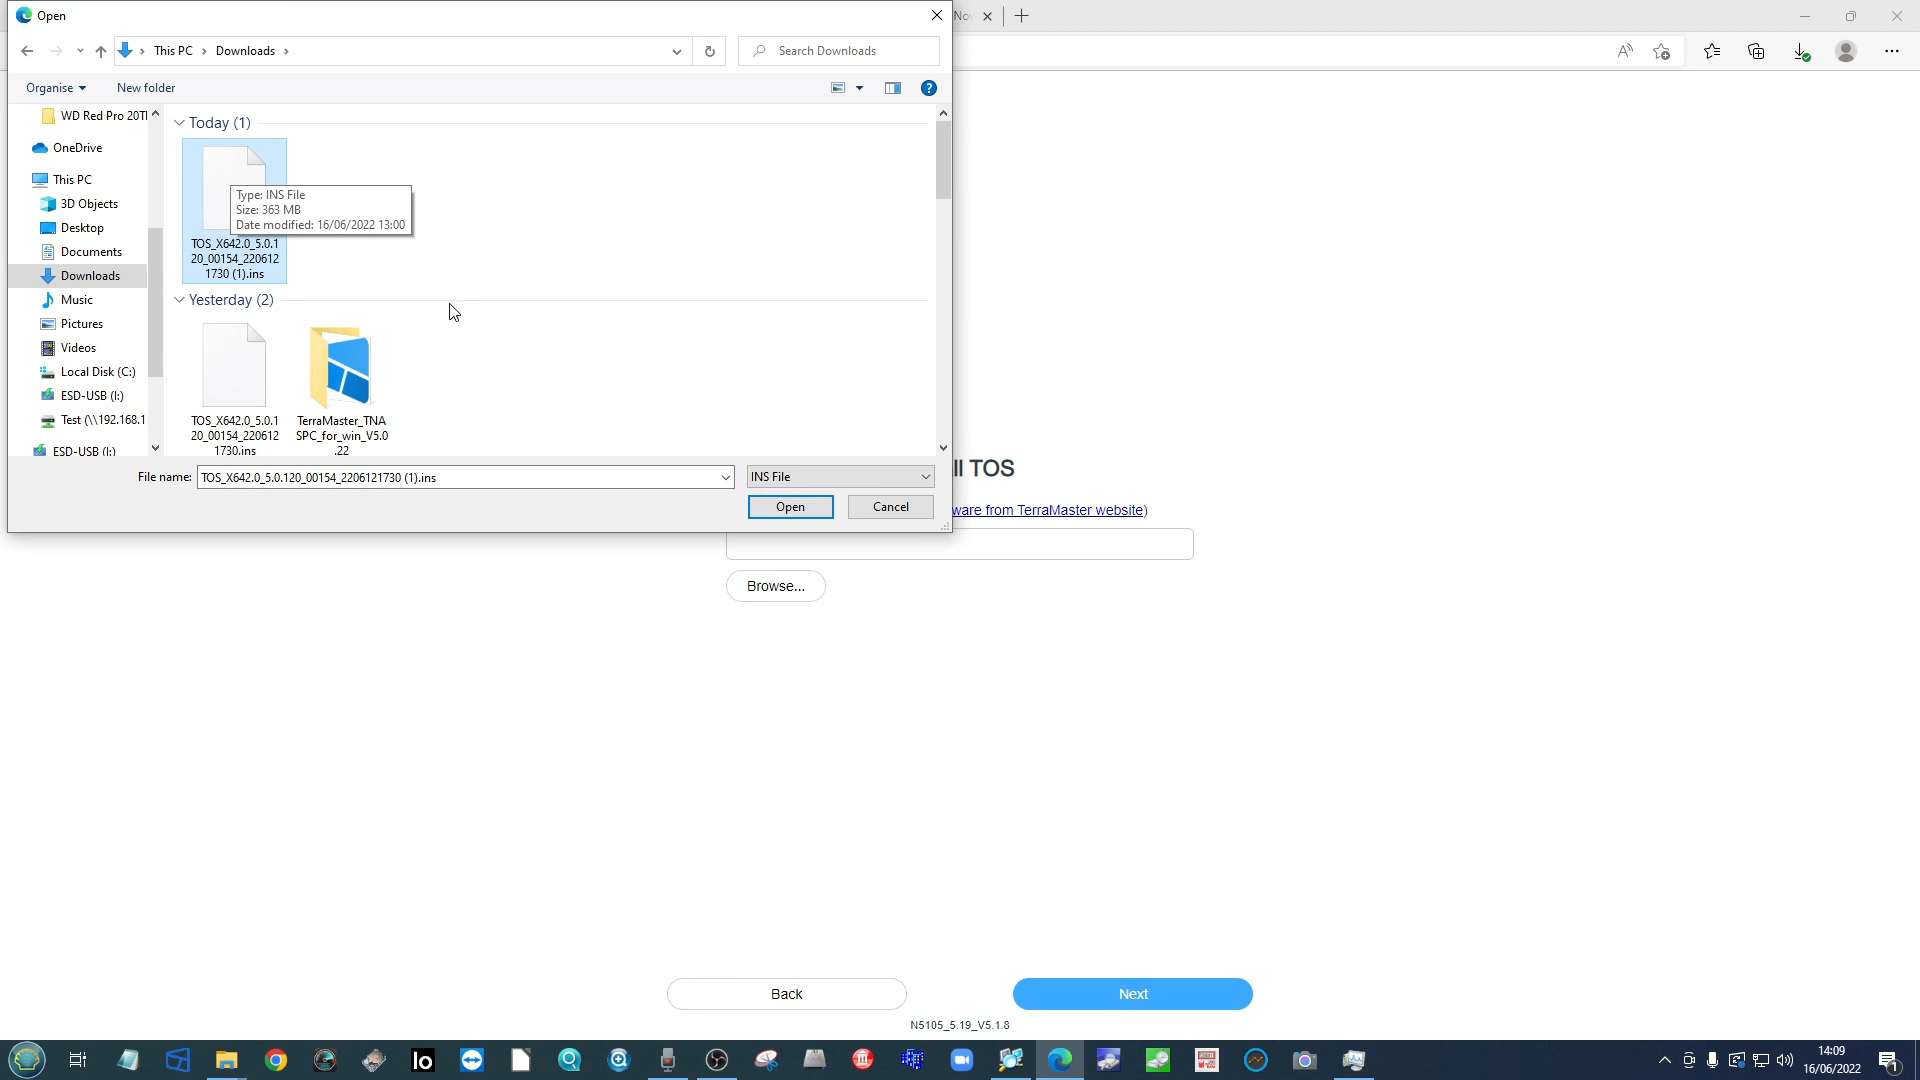 Open
No
This PC
Downloads
Search Downloads
Organise
New folder
WD Red Pro 20T
OneDrive
This PC
3D Objects
Desktop
Documents
Downloads
Music
Pictures
Videos
Local Disk (C:)
ESD-USB (I:)
Test (\\192.168.1
ESD-USB (I:)
Today (1)
Type: INS File
Size: 363 MB
Date modified: 16/06/2022 13:00
TOS_X642.0_5.0.1
20_00154_220612
1730 (1).ins
Yesterday (2)
TOS_X642.0_5.0.1
20_00154_220612
1730.ins
TerraMaster_TNA
SPC_for_win_V5.0
.22
File name:
TOS_X642.0_5.0.120_00154_2206121730 (1).ins
INS File
Open
Cancel
ll TOS
ware from TerraMaster website)
Browse...
Back
Next
N5105_5.19_V5.1.8
Io
14:09
16/06/2022
1